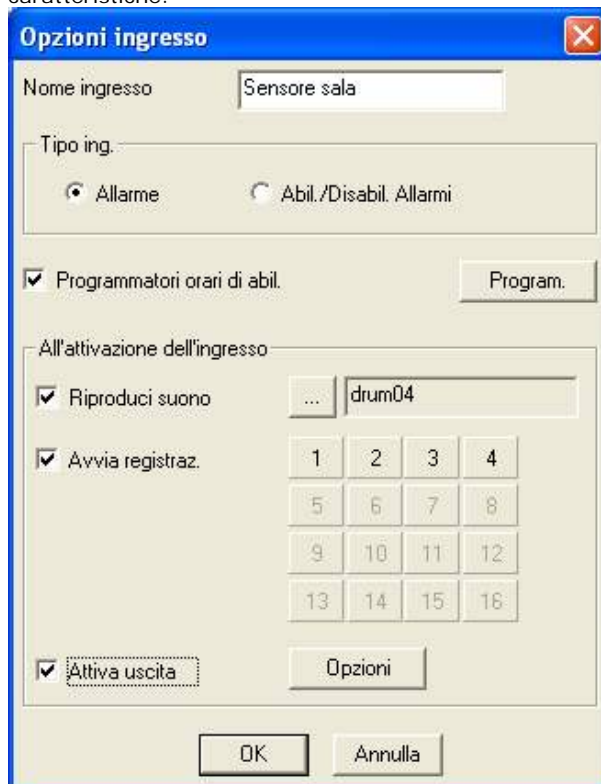 caratteristiche:
Opzioni ingresso
Nome ingresso Sensore sala
Tipo ing.
Allarme Abil./Disabil. Allarmi
Programmatori orari di abil. Program.
All'attivazione dell'ingresso
Riproduci suono ... drum04
Avvia registraz. 1 2 3 4
5 6 7 8
9 10 11 12
13 14 15 16
Attiva uscita Opzioni
OK Annulla